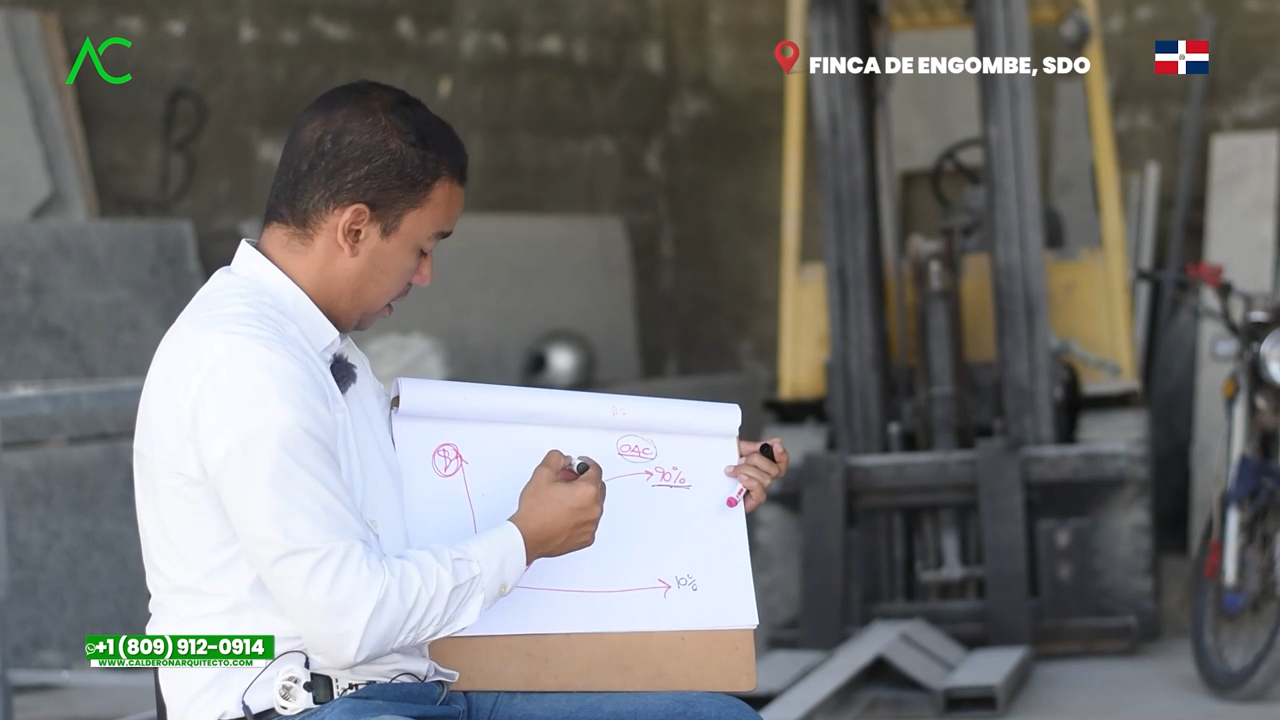 AC
FINCA DE ENGOMBE, SDO
OAC
90%
10%
+1 (809) 912-0914
WWW.CALDERONARQUITECTO.COM